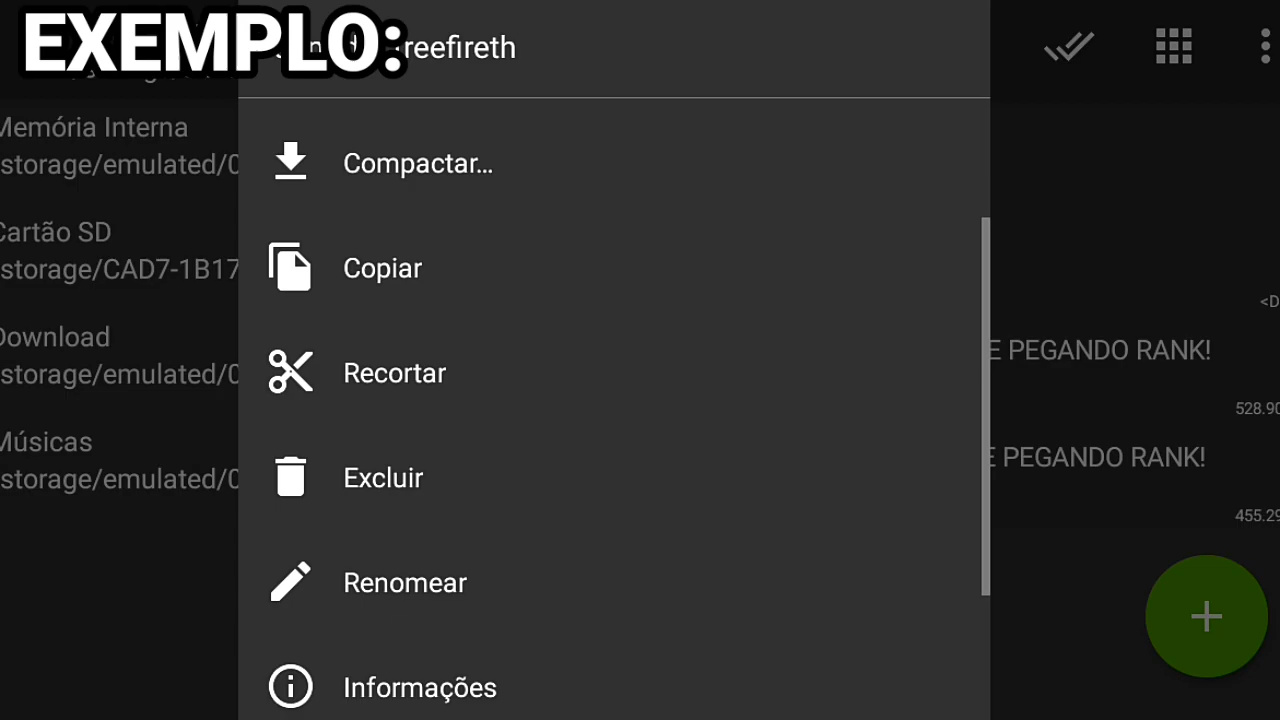 EXEMPLO:
reefireth
Memória Interna
storage/emulated/0
Compactar...
Cartão SD
storage/CAD7-1B17
Copiar
<D
Download
storage/emulated/0
Recortar
E PEGANDO RANK!
528.90
Músicas
storage/emulated/0
Excluir
E PEGANDO RANK!
455.29
Renomear
Informações